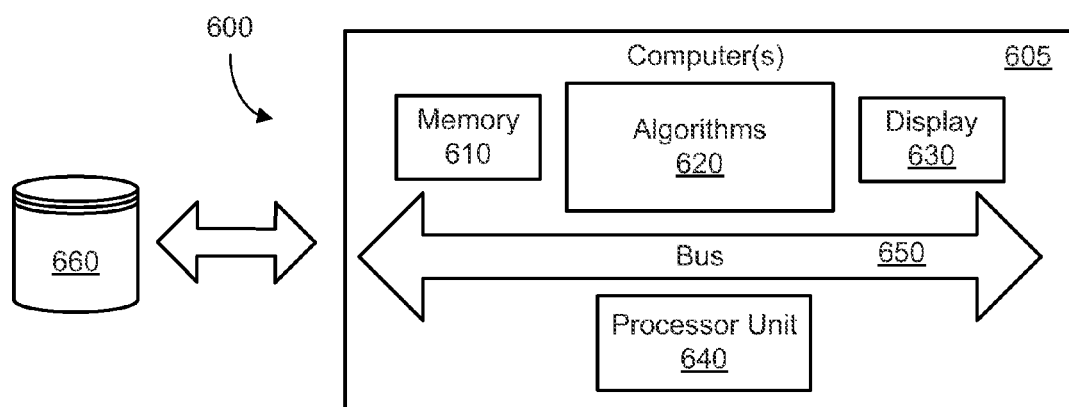 600
Computer(s)
605
Memory
610
Algorithms
620
Display
630
660
Bus
650
Processor Unit
640